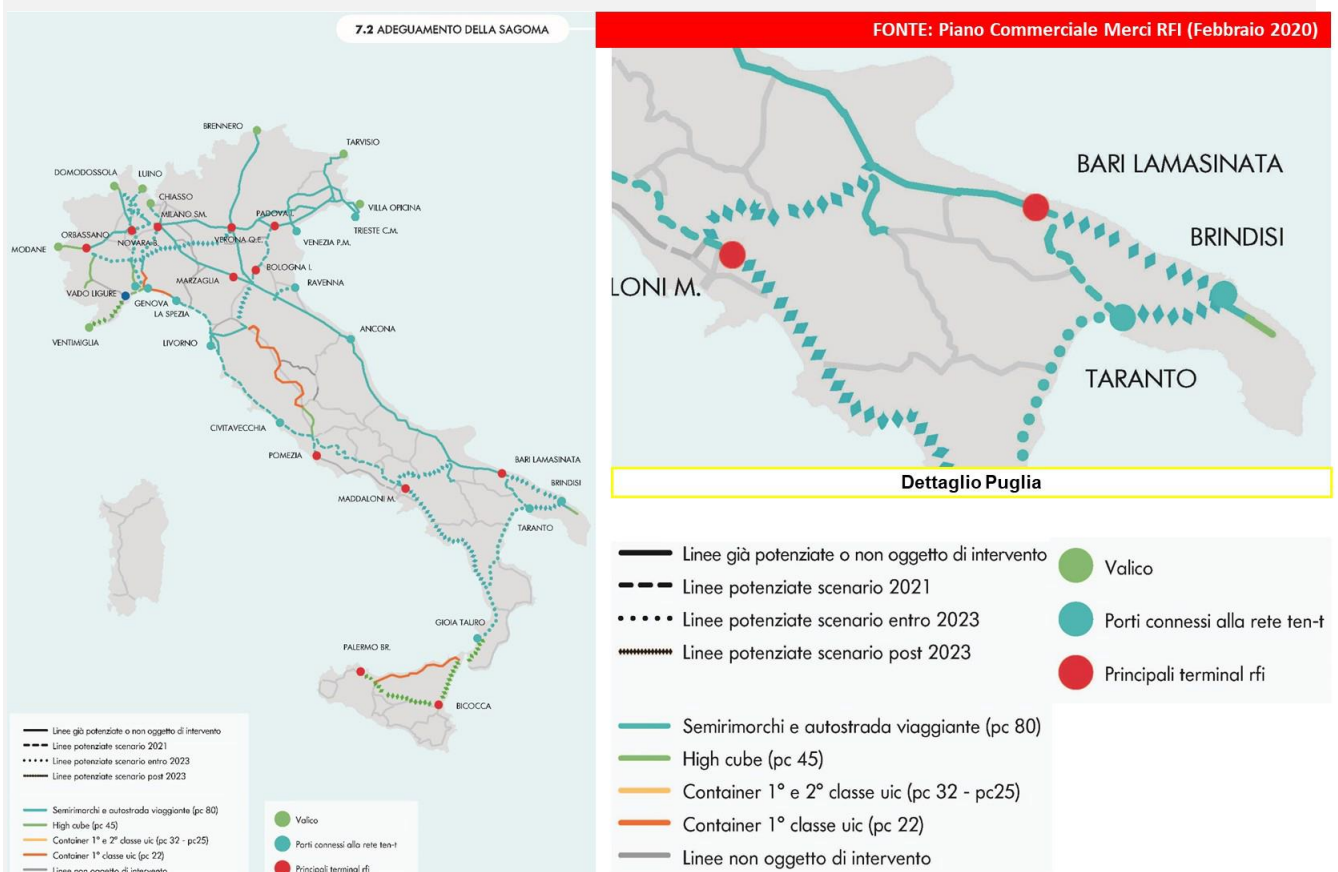 7.2 ADEGUAMENTO DELLA SAGOMA
FONTE: Piano Commerciale Merci RFI (Febbraio 2020)
BRENNERO
TARVISIO
DOMODOSSOLA
LUINO
CHIASSO
MILANO SM.
PADOVA I.
VILLA OPICINA
ORBASSANO
NOVARA B.
VERONA Q.E.
VENEZIA P.M.
TRIESTE C.M.
MODANE
MARZAGLIA
BOLOGNA I.
RAVENNA
VADO LIGURE
GENOVA
LA SPEZIA
VENTIMIGLIA
LIVORNO
ANCONA
CIVITAVECCHIA
POMEZIA
MADDALONI M.
BARI LAMASINATA
BRINDISI
TARANTO
GIOIA TAURO
PALERMO BR.
BICOCCA
Linee già potenziate o non oggetto di intervento
Linee potenziate scenario 2021
Linee potenziate scenario entro 2023
Linee potenziate scenario post 2023
Semirimorchi e autostrada viaggiante (pc 80)
High cube (pc 45)
Container 1° e 2° classe uic (pc 32 - pc25)
Container 1° classe uic (pc 22)
Linee non oggetto di intervento
Valico
Porti connessi alla rete ten-t
Principali terminal rfi
BARI LAMASINATA
BRINDISI
LONI M.
TARANTO
Dettaglio Puglia
Linee già potenziate o non oggetto di intervento
Linee potenziate scenario 2021
Linee potenziate scenario entro 2023
Linee potenziate scenario post 2023
Valico
Porti connessi alla rete ten-t
Principali terminal rfi
Semirimorchi e autostrada viaggiante (pc 80)
High cube (pc 45)
Container 1° e 2° classe uic (pc 32 - pc25)
Container 1° classe uic (pc 22)
Linee non oggetto di intervento